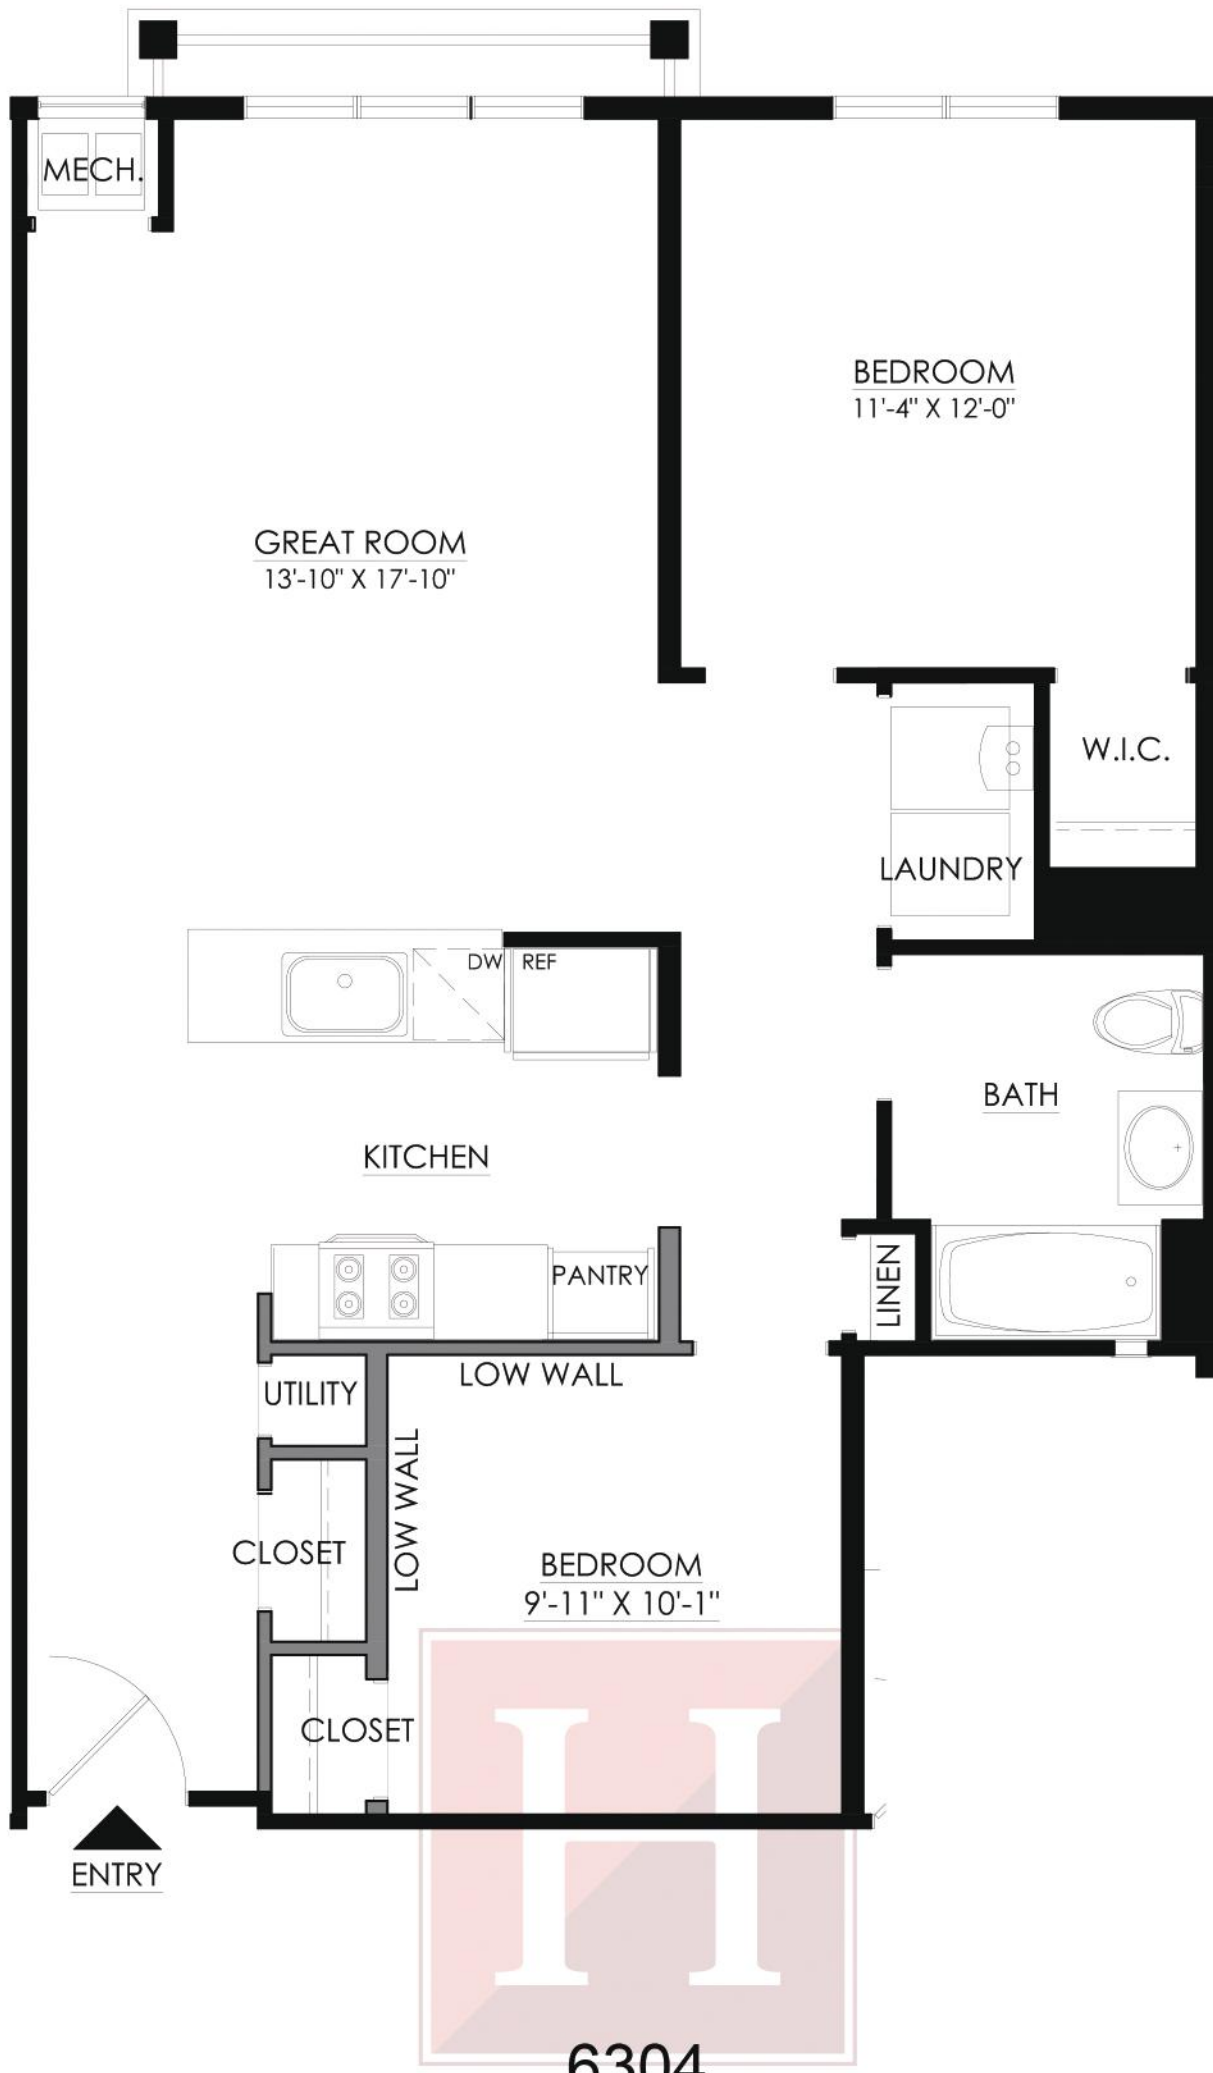 MECH.
BEDROOM
11'-4" X 12'-0"
GREAT ROOM
13'-10" X 17'-10"
W.I.C.
LAUNDRY
DW
REF
BATH
KITCHEN
PANTRY
LINEN
LOW WALL
UTILITY
LOW WALL
CLOSET
BEDROOM
9'-11" X 10'-1"
CLOSET
ENTRY
H
6304